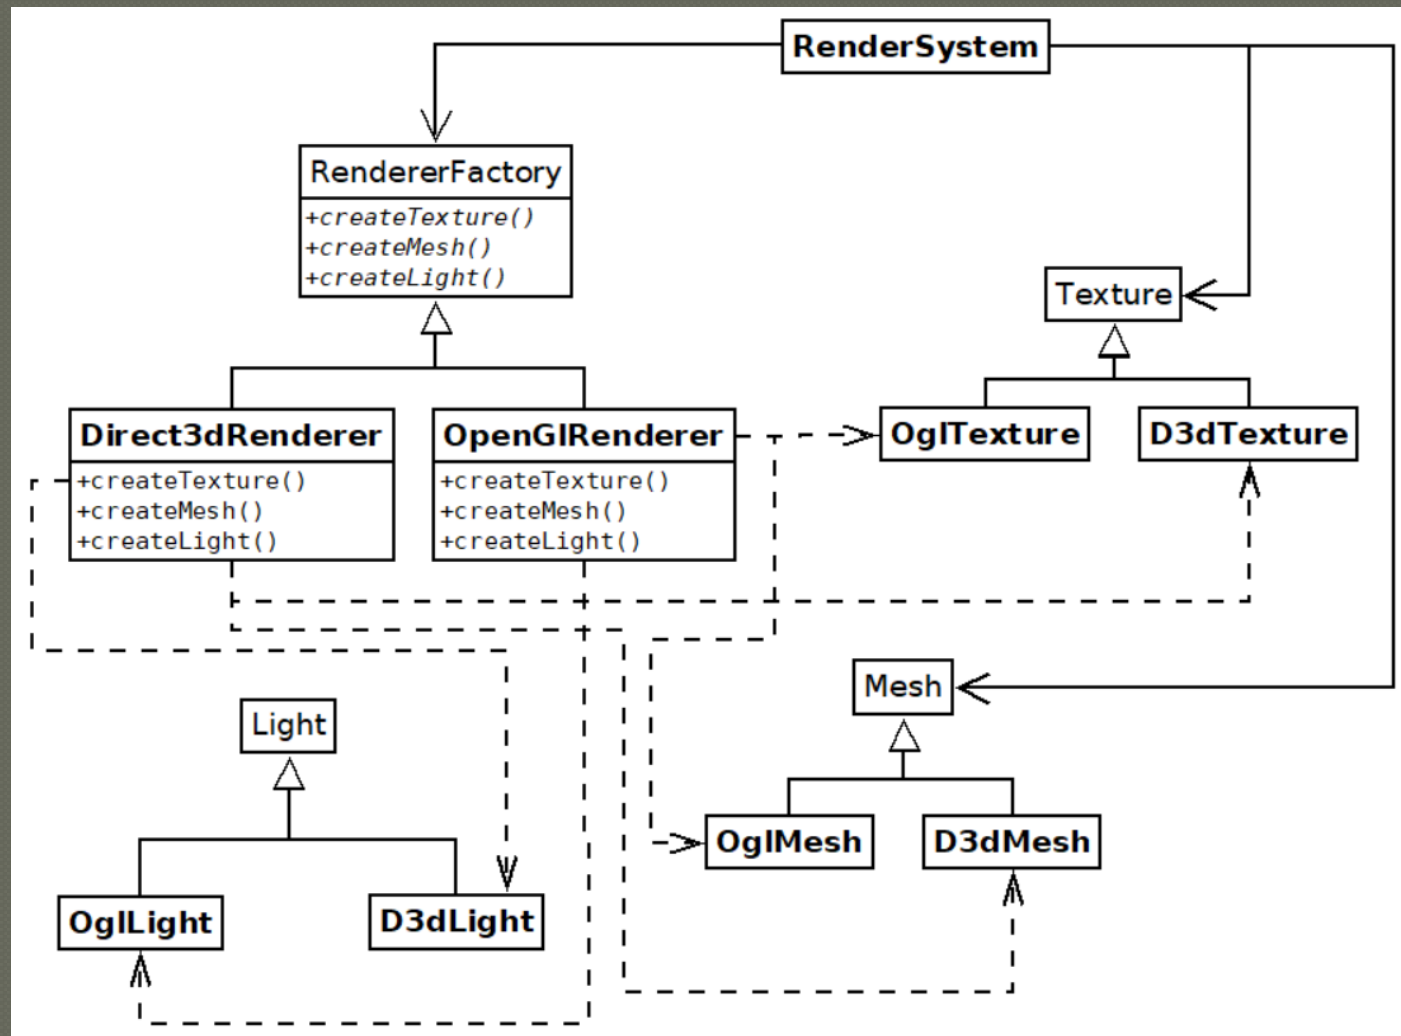 RenderSystem
RendererFactory
+createTexture()
+createMesh()
+createLight()
Texture
Direct3dRenderer
+createTexture()
+createMesh()
+createLight()
OpenGlRenderer
+createTexture()
+createMesh()
+createLight()
OglTexture
D3dTexture
Mesh
Light
OglMesh
D3dMesh
OglLight
D3dLight